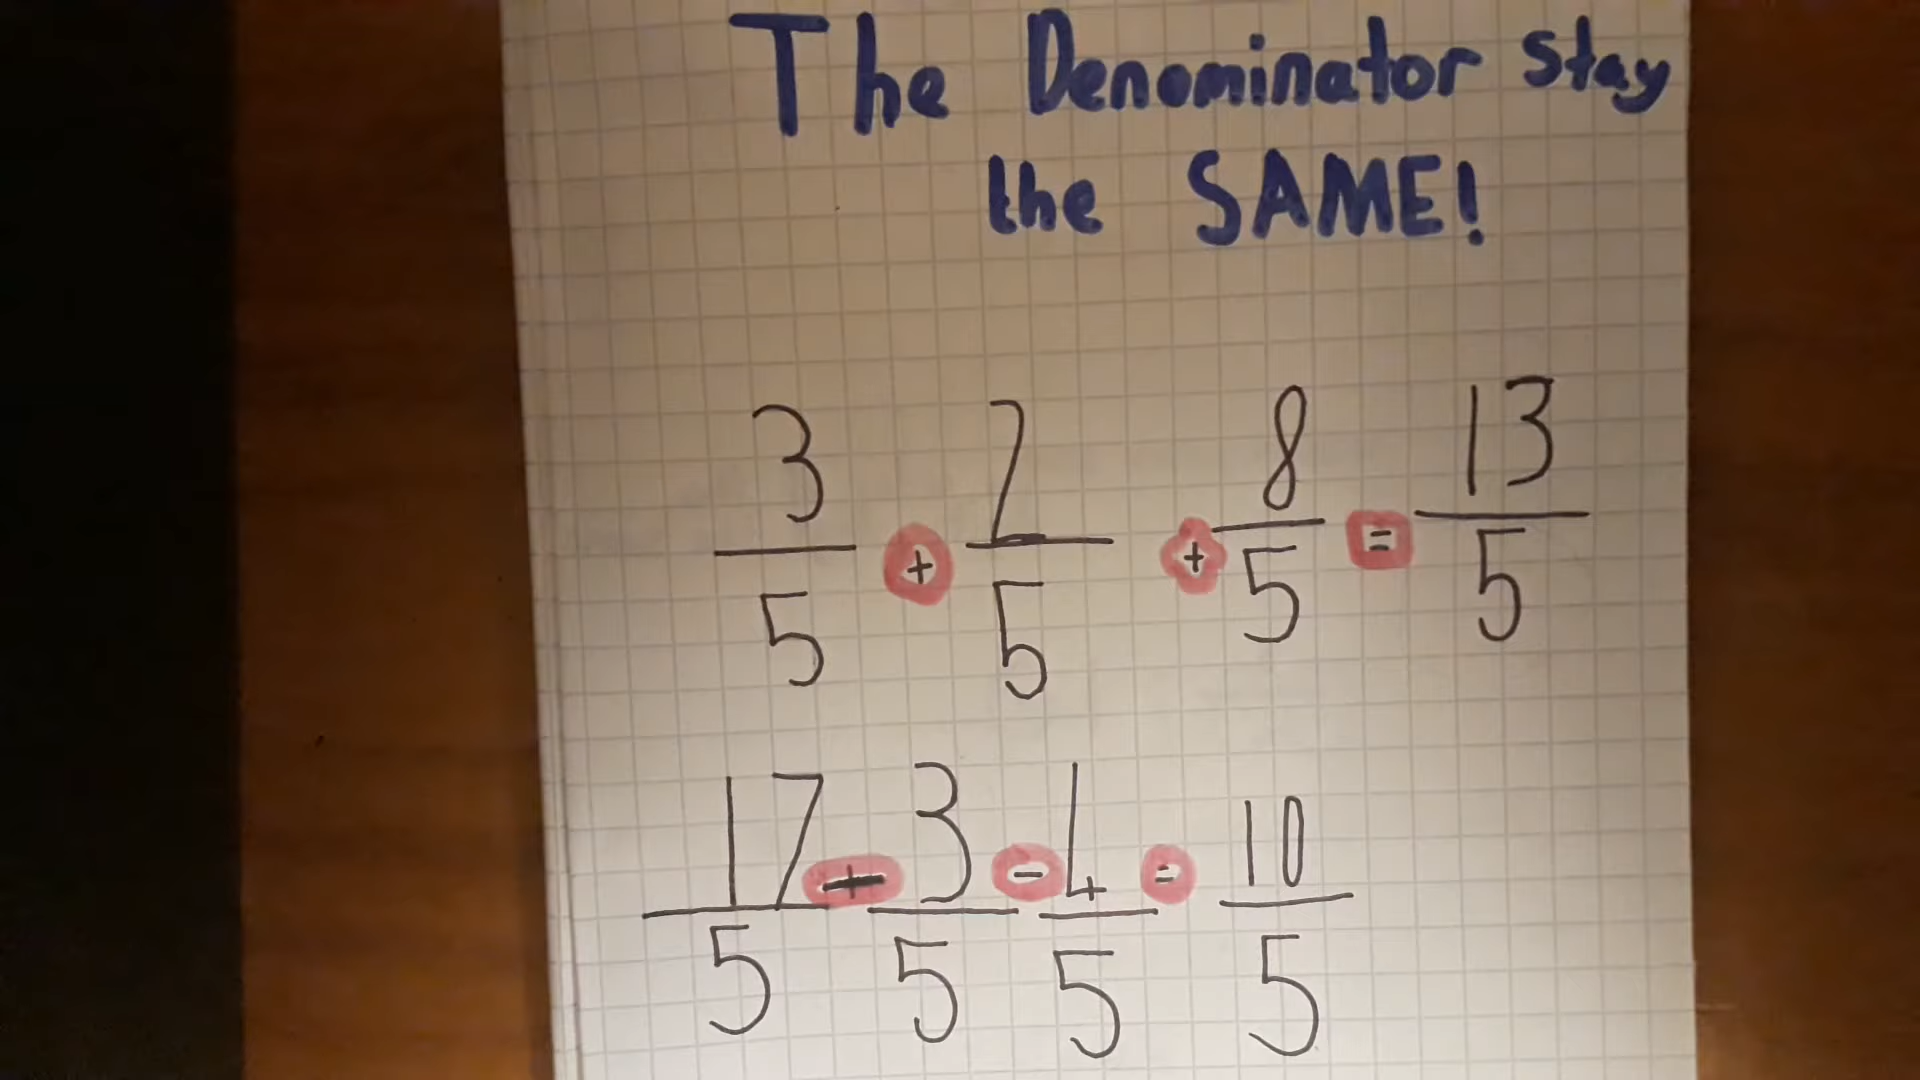 The Denominator stay
the SAME!
3/5 + 2/5 + 8/5 = 13/5
17/5 - 3/5 - 4/5 = 10/5